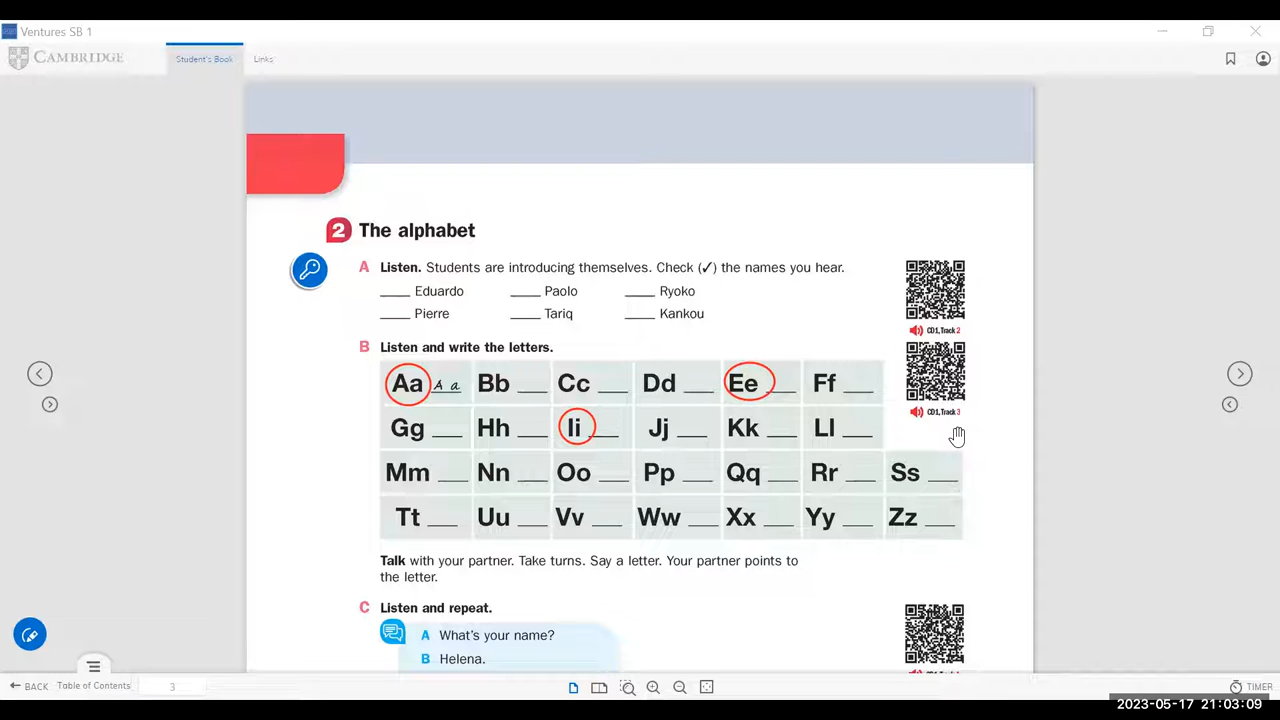 Ventures SB 1
CAMBRIDGE
Student's Book
Links
2 The alphabet
A Listen. Students are introducing themselves. Check (✓) the names you hear.
____ Eduardo ____ Paolo ____ Ryoko
____ Pierre ____ Tariq ____ Kankou
CD1, Track 2
B Listen and write the letters.
Aa A a Bb ___ Cc ___ Dd ___ Ee ___ Ff ___
CD1, Track 3
Gg ___ Hh ___ Ii ___ Jj ___ Kk ___ Ll ___
Mm ___ Nn ___ Oo ___ Pp ___ Qq ___ Rr ___ Ss ___
Tt ___ Uu ___ Vv ___ Ww ___ Xx ___ Yy ___ Zz ___
Talk with your partner. Take turns. Say a letter. Your partner points to
the letter.
C Listen and repeat.
A What's your name?
B Helena.
BACK Table of Contents 3 TIMER
2023-05-17 21:03:09